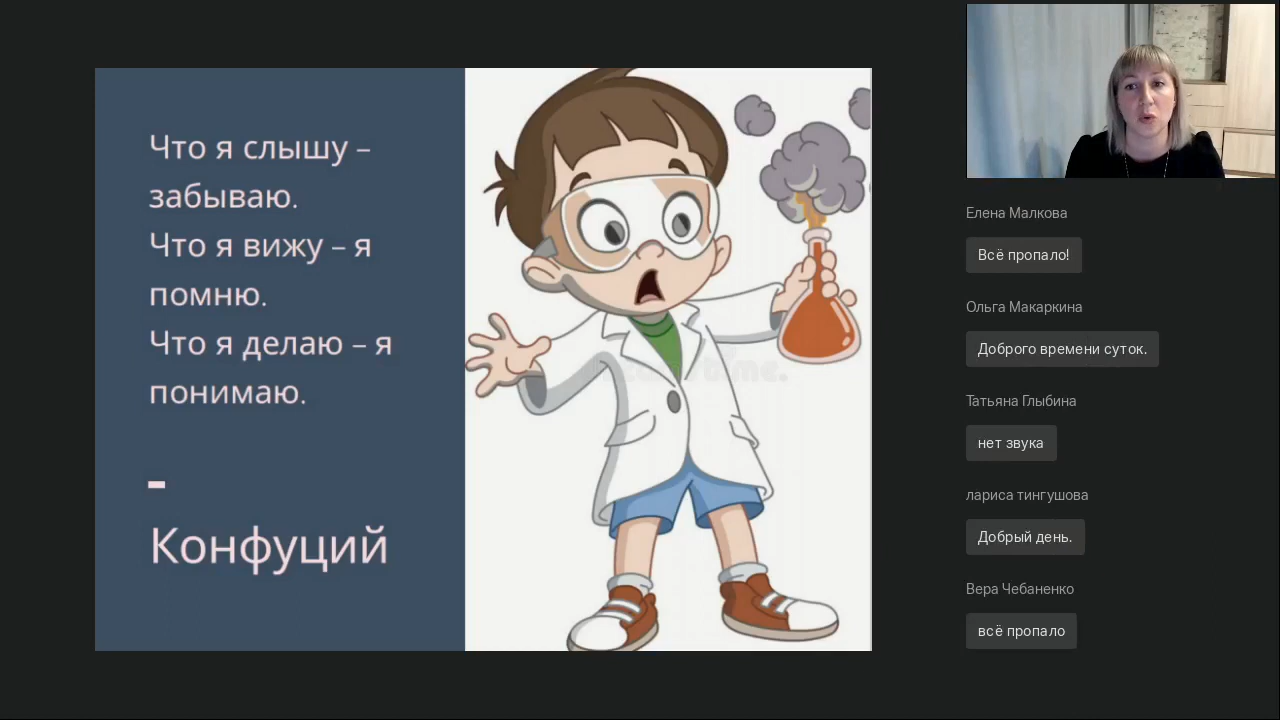 Что я слышу –
забываю.
Что я вижу – я
помню.
Что я делаю – я
понимаю.
-
Конфуций
Елена Малкова
Всё пропало!
Ольга Макаркина
Доброго времени суток.
Татьяна Глыбина
нет звука
лариса тингушова
Добрый день.
Вера Чебаненко
всё пропало